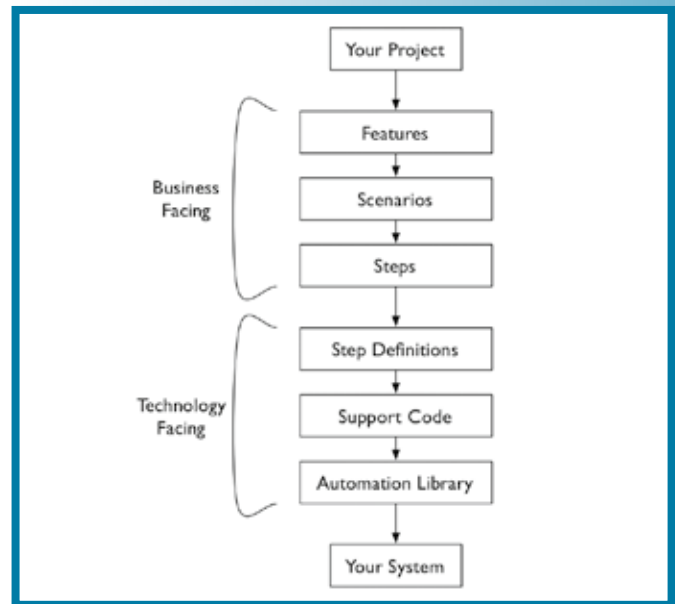 Your Project
Features
Business
Facing
Scenarios
Steps
Step Definitions
Technology
Facing
Support Code
Automation Library
Your System